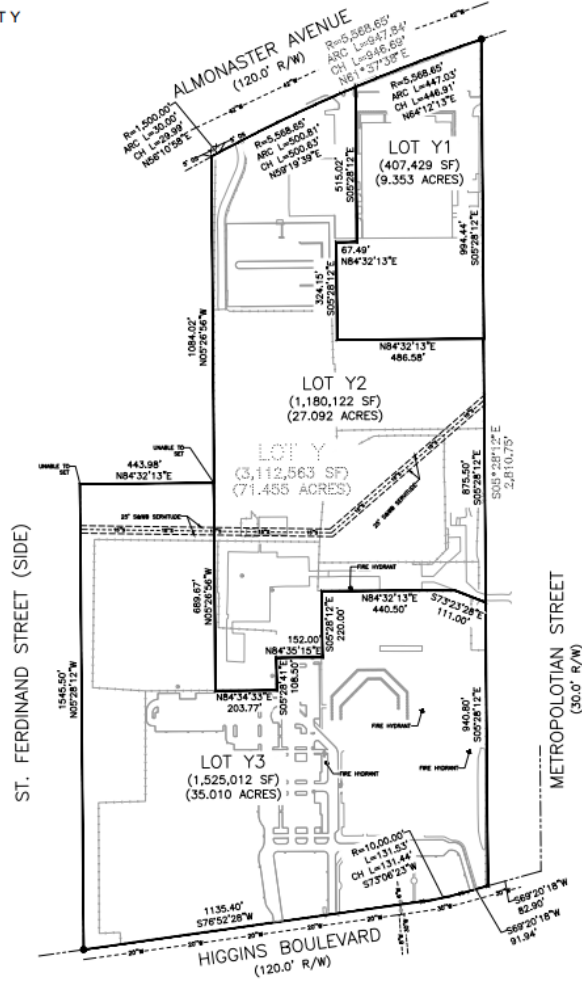 TY
ALMONASTER AVENUE
(120.0' R/W)
R=5,568.65'
ARC L=947.84'
CH L=946.69'
N61°37'38"E
42"W
42"W
42"W
42"W
R=1,500.00'
ARC L=30.00'
CH L=29.99'
N56°10'58"E
R=5,568.65'
ARC L=500.81'
CH L=500.63'
N59°19'39"E
R=5,568.65'
ARC L=447.03'
CH L=446.91'
N64°12'13"E
LOT Y1
(407,429 SF)
(9.353 ACRES)
515.02'
S05°28'12"E
994.44'
S05°28'12"E
67.49'
N84°32'13"E
324.15'
S05°28'12"E
N84°32'13"E
486.58'
1084.02'
N05°26'56"W
LOT Y2
(1,180,122 SF)
(27.092 ACRES)
LOT Y
(3,112,563 SF)
(71.455 ACRES)
S05°28'12"E
2,810.75'
875.50'
S05°28'12"E
UNABLE TO
SET
UNABLE TO
SET
443.98'
N84°32'13"E
25' S&WB SERVITUDE
25' S&WB SERVITUDE
689.67'
N05°26'56"W
FIRE HYDRANT
N84°32'13"E
440.50'
S73°23'28"E
111.00'
S05°28'12"E
220.00'
152.00'
N84°35'15"E
S05°28'41"E
108.50'
N84°34'33"E
203.77'
ST. FERDINAND STREET (SIDE)
1545.50'
N05°28'12"W
METROPOLOTIAN STREET
(30.0' R/W)
940.80'
S05°28'12"E
FIRE HYDRANT
FIRE HYDRANT
FIRE HYDRANT
LOT Y3
(1,525,012 SF)
(35.010 ACRES)
R=10,00.00'
L=131.53'
CH L=131.44'
S73°06'23"W
S69°20'18"W
82.90'
S69°20'18"W
91.94'
1135.40'
S76°52'28"W
20"W
20"W
20"W
20"W
HIGGINS BOULEVARD
(120.0' R/W)